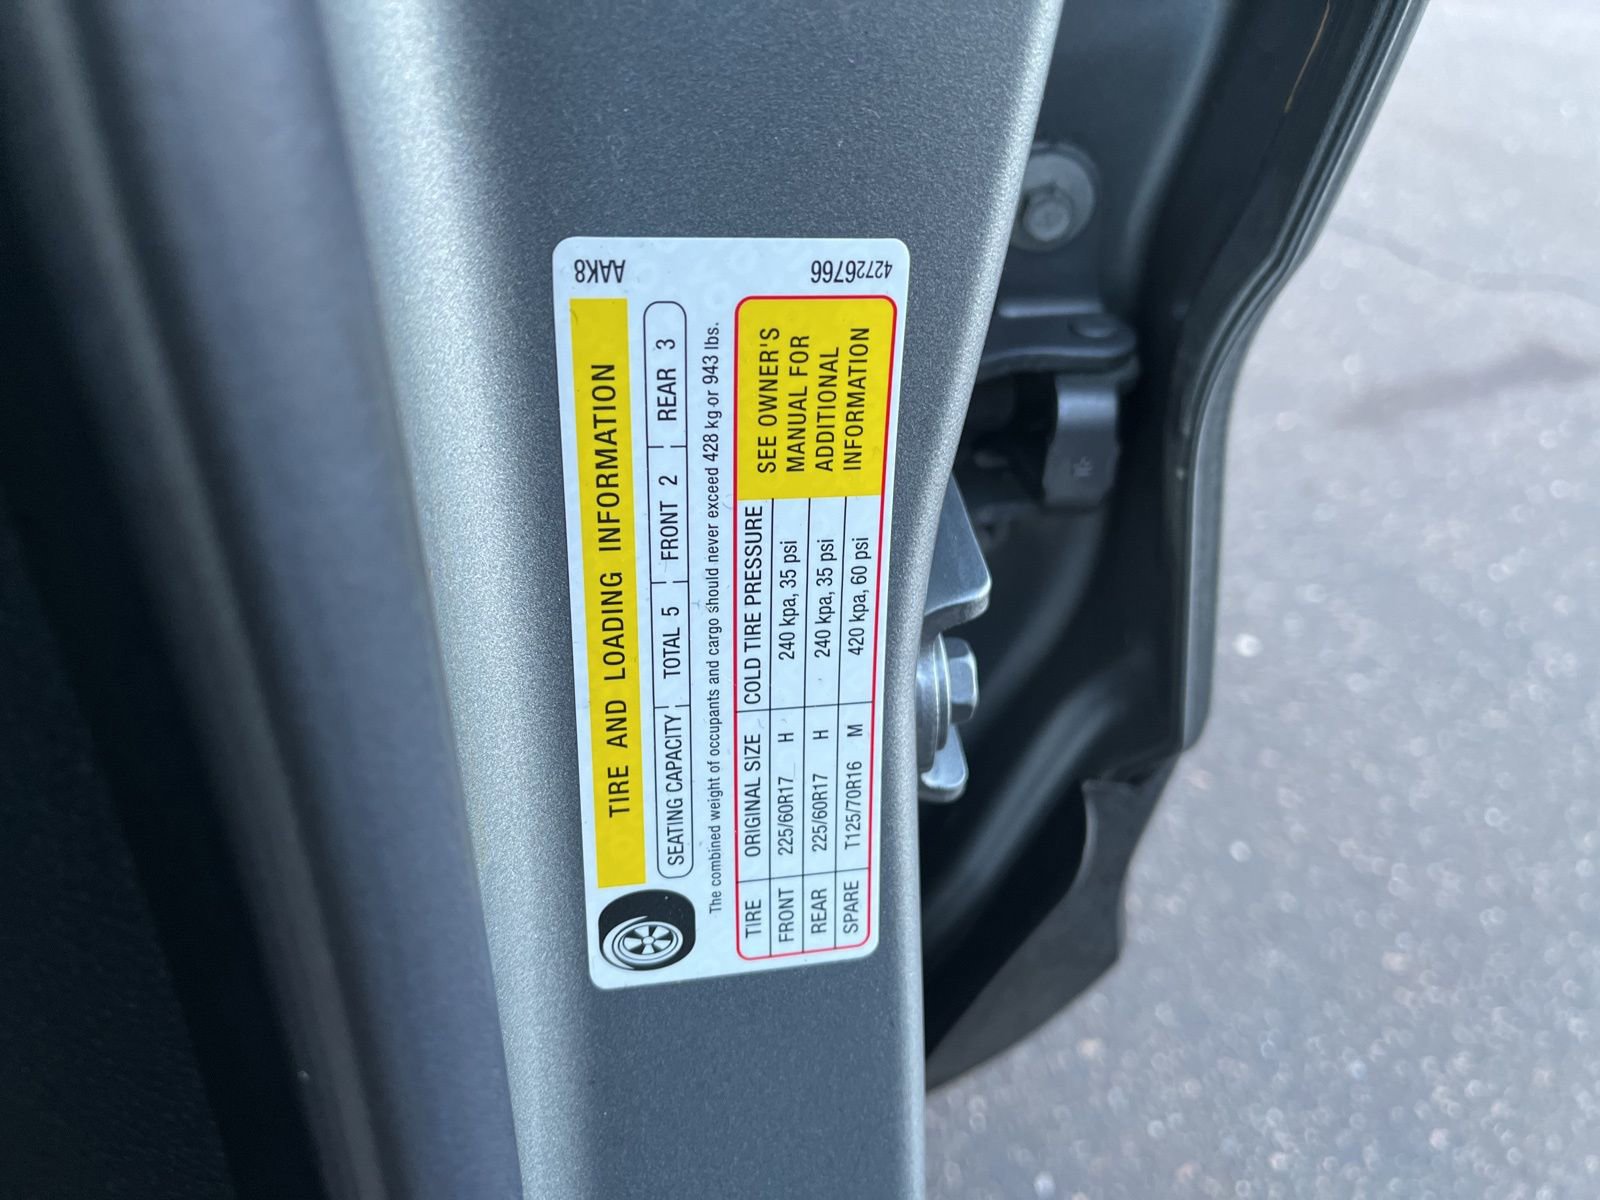 TIRE AND LOADING INFORMATION
SEATING CAPACITY TOTAL 5 FRONT 2 REAR 3
The combined weight of occupants and cargo should never exceed 428 kg or 943 lbs.
TIRE ORIGINAL SIZE COLD TIRE PRESSURE
FRONT 225/60R17 H 240 kpa, 35 psi
REAR 225/60R17 H 240 kpa, 35 psi
SPARE T125/70R16 M 420 kpa, 60 psi
SEE OWNER'S
MANUAL FOR
ADDITIONAL
INFORMATION
AAK8
42726766